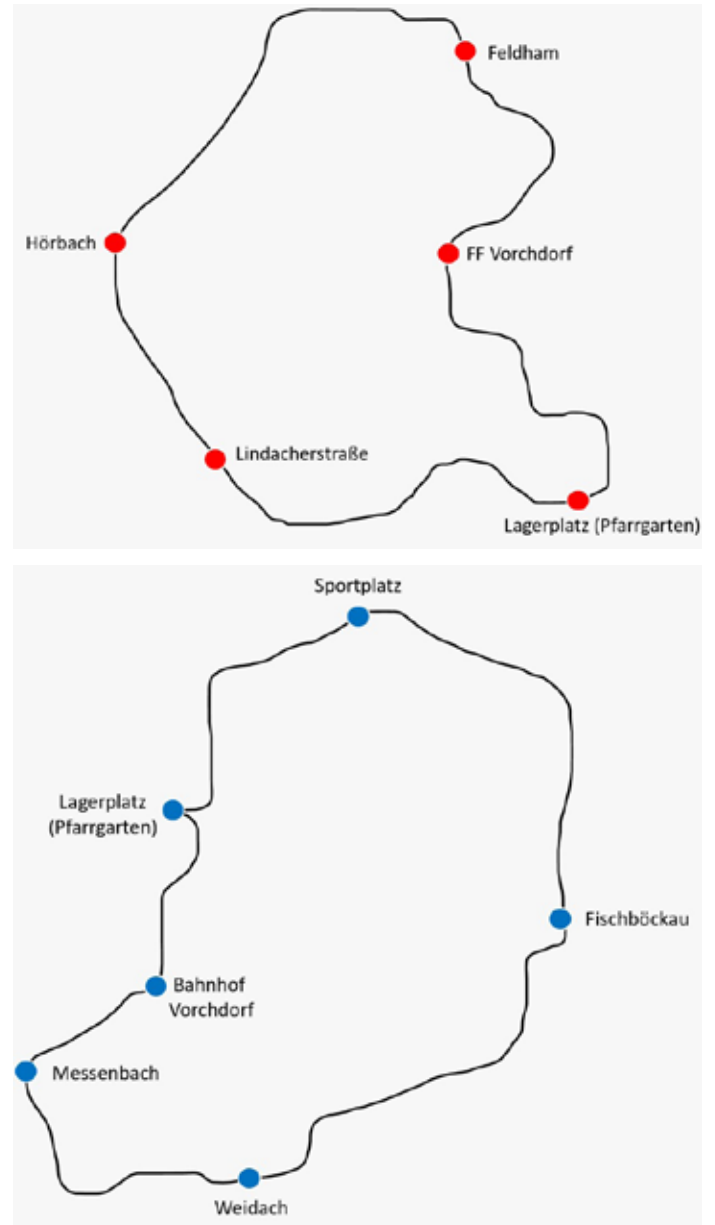 Feldham
Hörbach
FF Vorchdorf
Lindacherstraße
Lagerplatz (Pfarrgarten)
Sportplatz
Lagerplatz
(Pfarrgarten)
Fischböckau
Bahnhof
Vorchdorf
Messenbach
Weidach